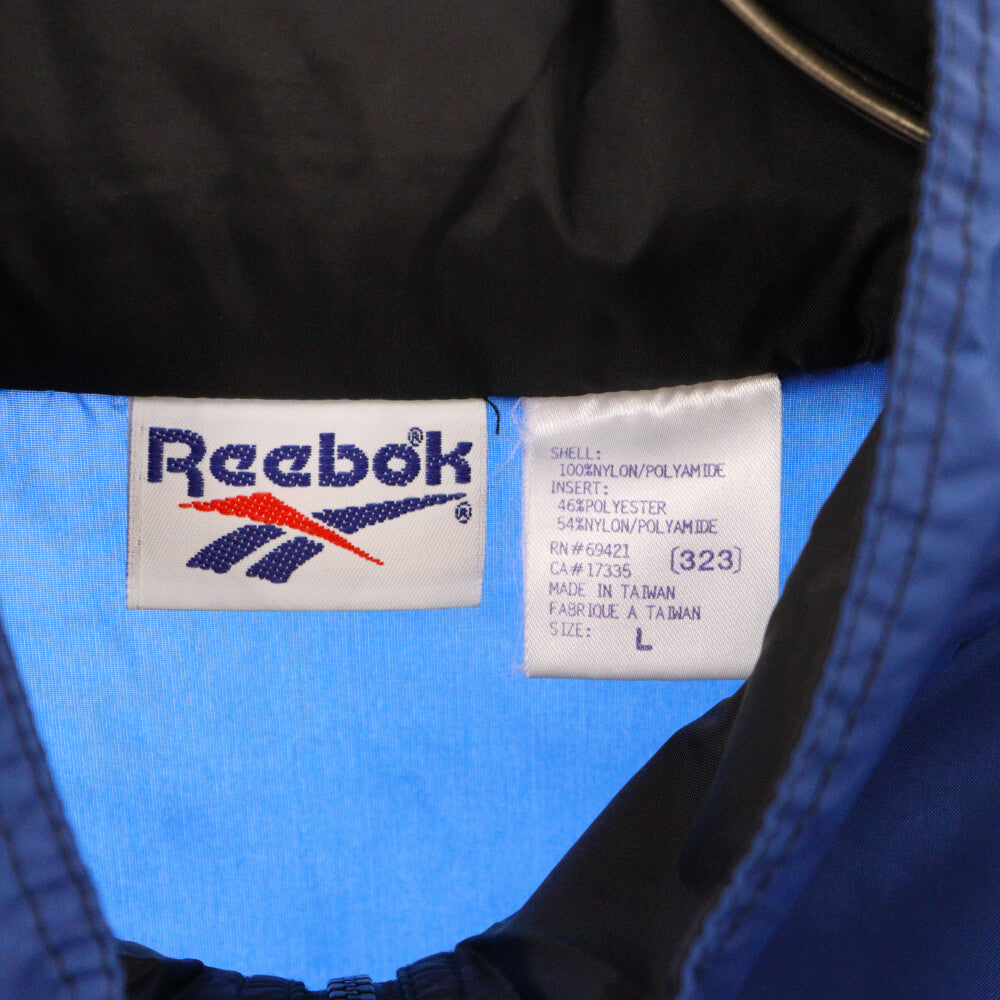 Reebok®
®
SHELL:
100%NYLON/POLYAMIDE
INSERT:
46%POLYESTER
54%NYLON/POLYAMIDE
RN#69421 [323]
CA#17335
MADE IN TAIWAN
FABRIQUE A TAIWAN
SIZE: L